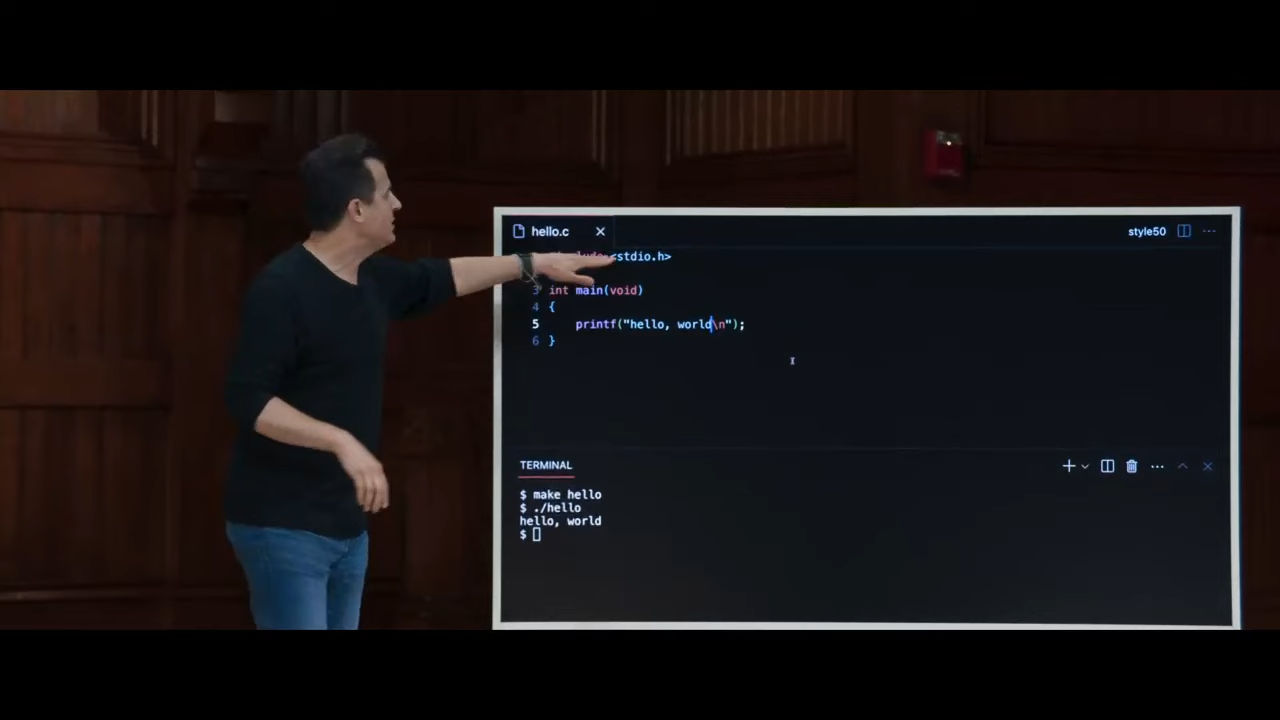 hello.c
style50
<stdio.h>
3 int main(void)
4 {
5 printf("hello, world\n");
6 }
TERMINAL
$ make hello
$ ./hello
hello, world
$